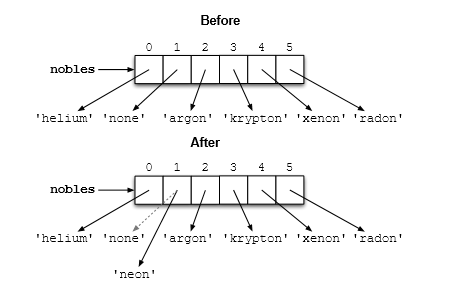 Before
0 1 2 3 4 5
nobles
'helium' 'none' 'argon' 'krypton' 'xenon' 'radon'
After
0 1 2 3 4 5
nobles
'helium' 'none' 'argon' 'krypton' 'xenon' 'radon'
'neon'